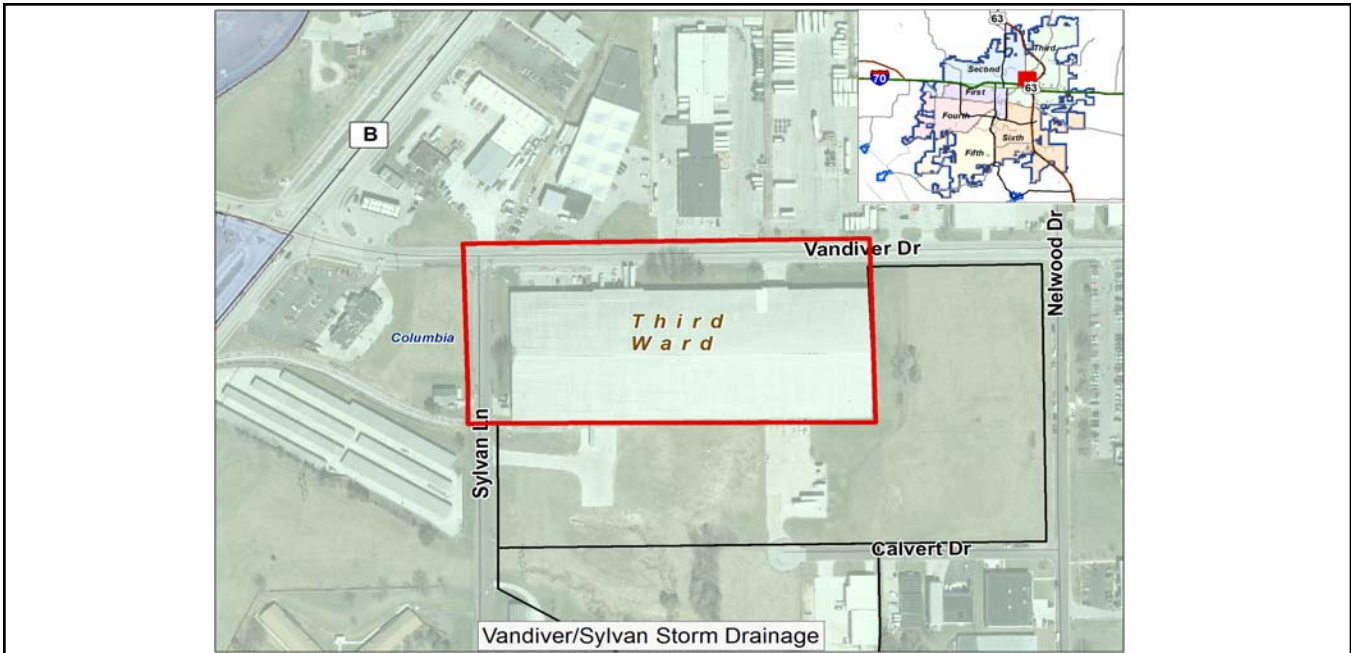 63
Third
Second
70
63
First
Fourth
Sixth
Fifth
B
Vandiver Dr
Nelwood Dr
Third
Ward
Columbia
Sylvan Ln
Calvert Dr
Vandiver/Sylvan Storm Drainage